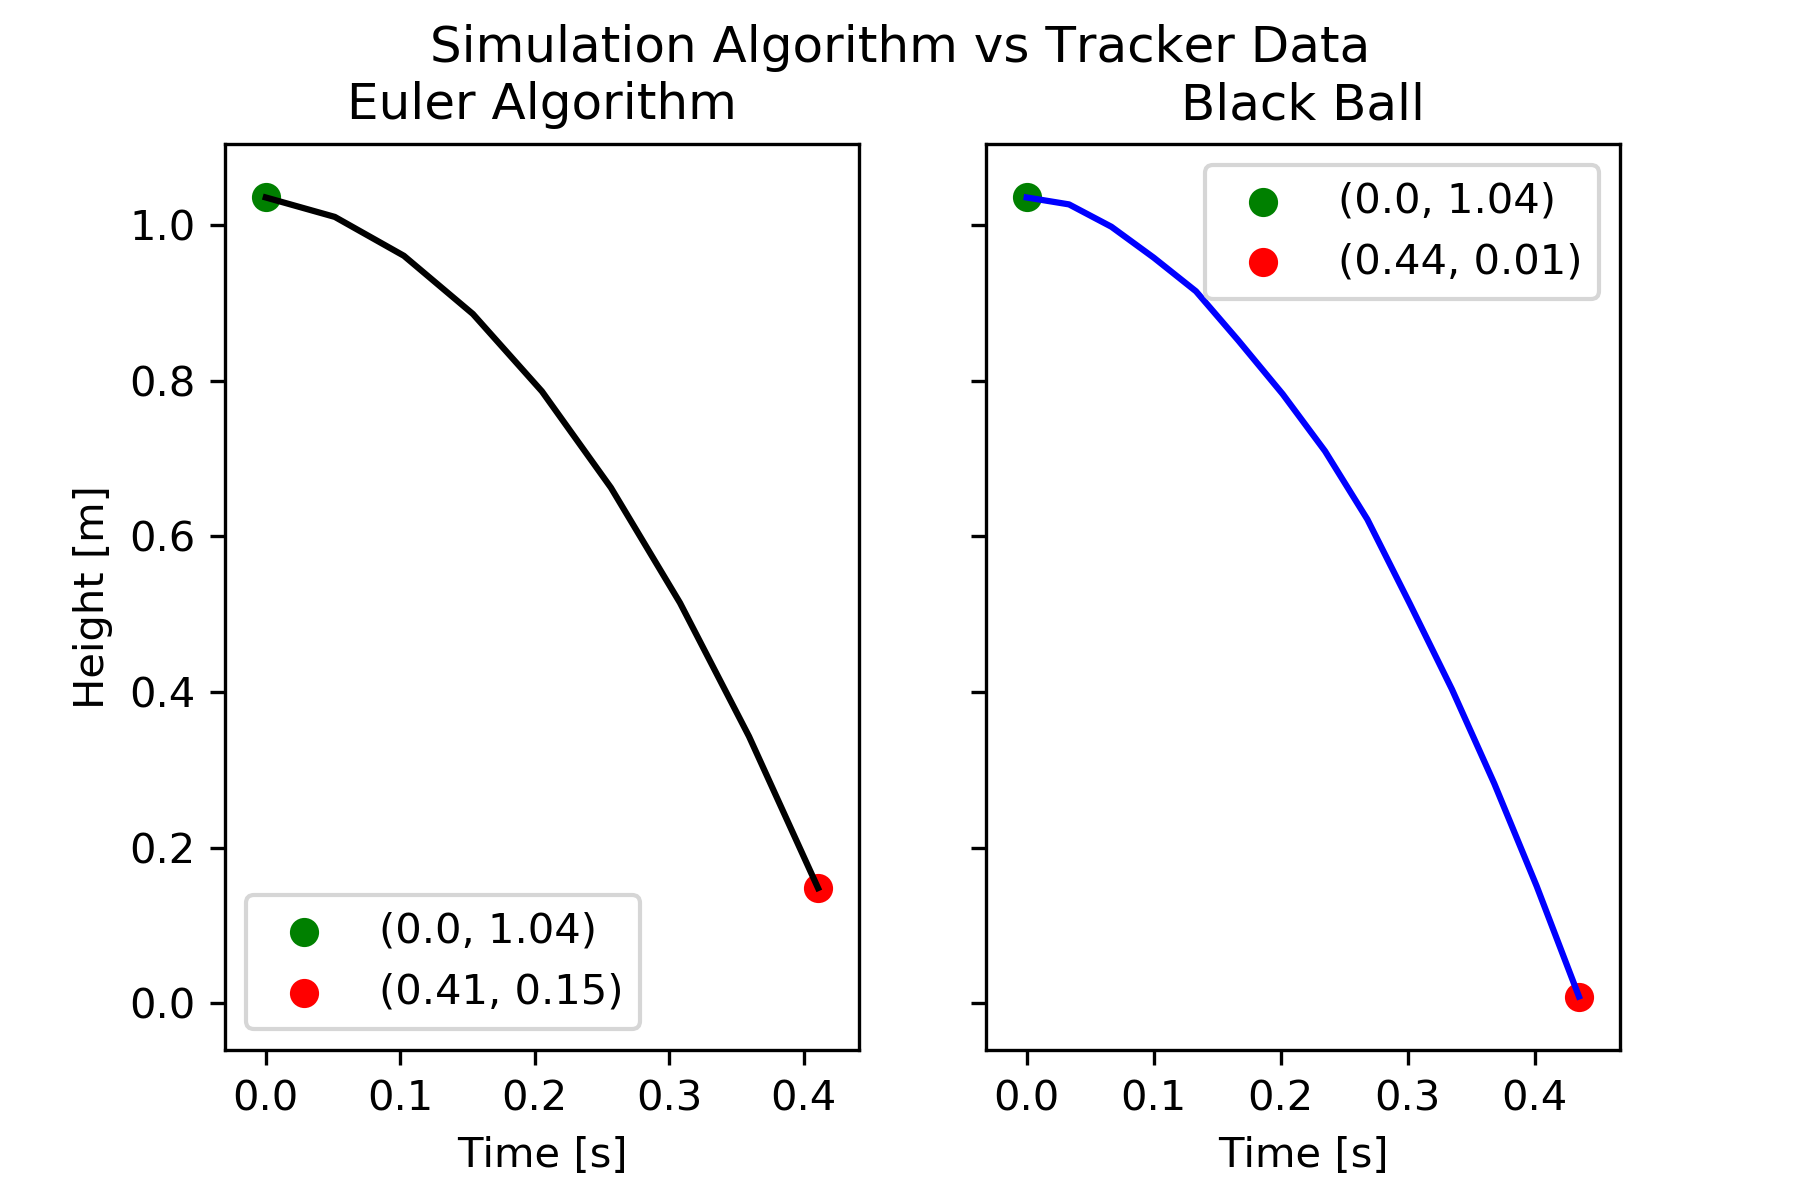 Simulation Algorithm vs Tracker Data
Euler Algorithm
Black Ball
Height [m]
1.0
0.8
0.6
0.4
0.2
0.0
(0.0, 1.04)
(0.41, 0.15)
0.0 0.1 0.2 0.3 0.4
Time [s]
(0.0, 1.04)
(0.44, 0.01)
0.0 0.1 0.2 0.3 0.4
Time [s]